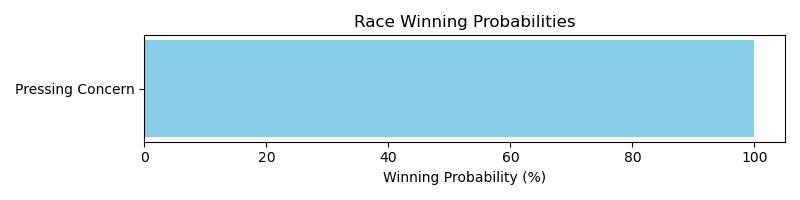 Race Winning Probabilities
Pressing Concern
0 20 40 60 80 100
Winning Probability (%)